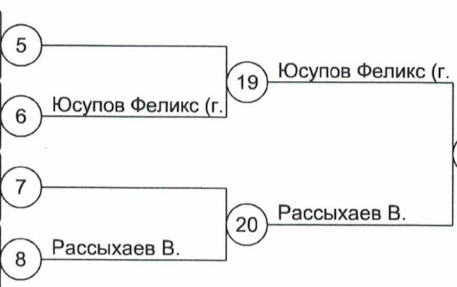 5
Юсупов Феликс (г.
19
6 Юсупов Феликс (г.
7
20 Рассыхаев В.
8 Рассыхаев В.